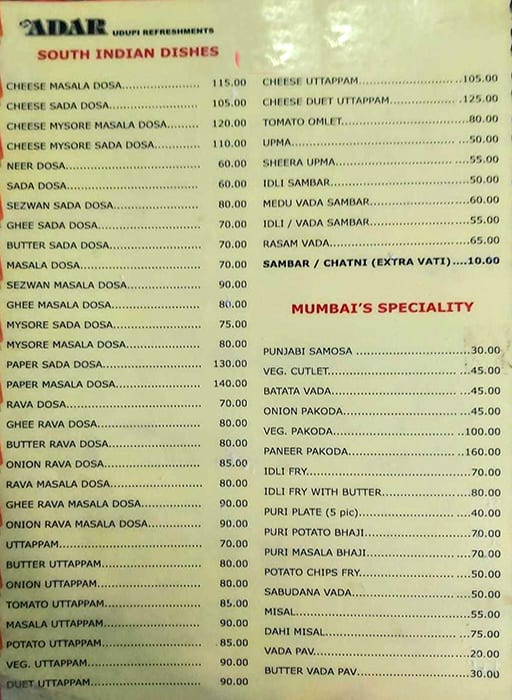 ADAR UDUPI REFRESHMENTS
SOUTH INDIAN DISHES
CHEESE MASALA DOSA........................ 115.00
CHEESE SADA DOSA........................... 105.00
CHEESE MYSORE MASALA DOSA......... 120.00
CHEESE MYSORE SADA DOSA............. 110.00
NEER DOSA...................................... 60.00
SADA DOSA...................................... 60.00
SEZWAN SADA DOSA......................... 80.00
GHEE SADA DOSA............................. 70.00
BUTTER SADA DOSA.......................... 70.00
MASALA DOSA.................................. 70.00
SEZWAN MASALA DOSA..................... 90.00
GHEE MASALA DOSA......................... 80.00
MYSORE SADA DOSA......................... 75.00
MYSORE MASALA DOSA..................... 80.00
PAPER SADA DOSA............................ 130.00
PAPER MASALA DOSA........................ 140.00
RAVA DOSA...................................... 70.00
GHEE RAVA DOSA............................. 80.00
BUTTER RAVA DOSA.......................... 80.00
ONION RAVA DOSA........................... 85.00
RAVA MASALA DOSA......................... 80.00
GHEE RAVA MASALA DOSA................. 90.00
ONION RAVA MASALA DOSA............... 90.00
UTTAPPAM....................................... 70.00
BUTTER UTTAPPAM........................... 80.00
ONION UTTAPPAM............................ 80.00
TOMATO UTTAPPAM.......................... 85.00
MASALA UTTAPPAM.......................... 90.00
POTATO UTTAPPAM.......................... 85.00
VEG. UTTAPPAM............................... 90.00
DUET UTTAPPAM.............................. 90.00
CHEESE UTTAPPAM..........................105.00
CHEESE DUET UTTAPPAM.................125.00
TOMATO OMLET...............................80.00
UPMA.............................................50.00
SHEERA UPMA.................................55.00
IDLI SAMBAR...................................50.00
MEDU VADA SAMBAR.........................60.00
IDLI / VADA SAMBAR.........................55.00
RASAM VADA...................................65.00
SAMBAR / CHATNI (EXTRA VATI)....10.00
MUMBAI'S SPECIALITY
PUNJABI SAMOSA .............................30.00
VEG. CUTLET...................................45.00
BATATA VADA...................................45.00
ONION PAKODA................................45.00
VEG. PAKODA..................................100.00
PANEER PAKODA..............................160.00
IDLI FRY.........................................70.00
IDLI FRY WITH BUTTER......................80.00
PURI PLATE (5 pic)............................40.00
PURI POTATO BHAJI...........................70.00
PURI MASALA BHAJI...........................70.00
POTATO CHIPS FRY............................50.00
SABUDANA VADA..............................50.00
MISAL.............................................55.00
DAHI MISAL.....................................75.00
VADA PAV........................................20.00
BUTTER VADA PAV.............................30.00